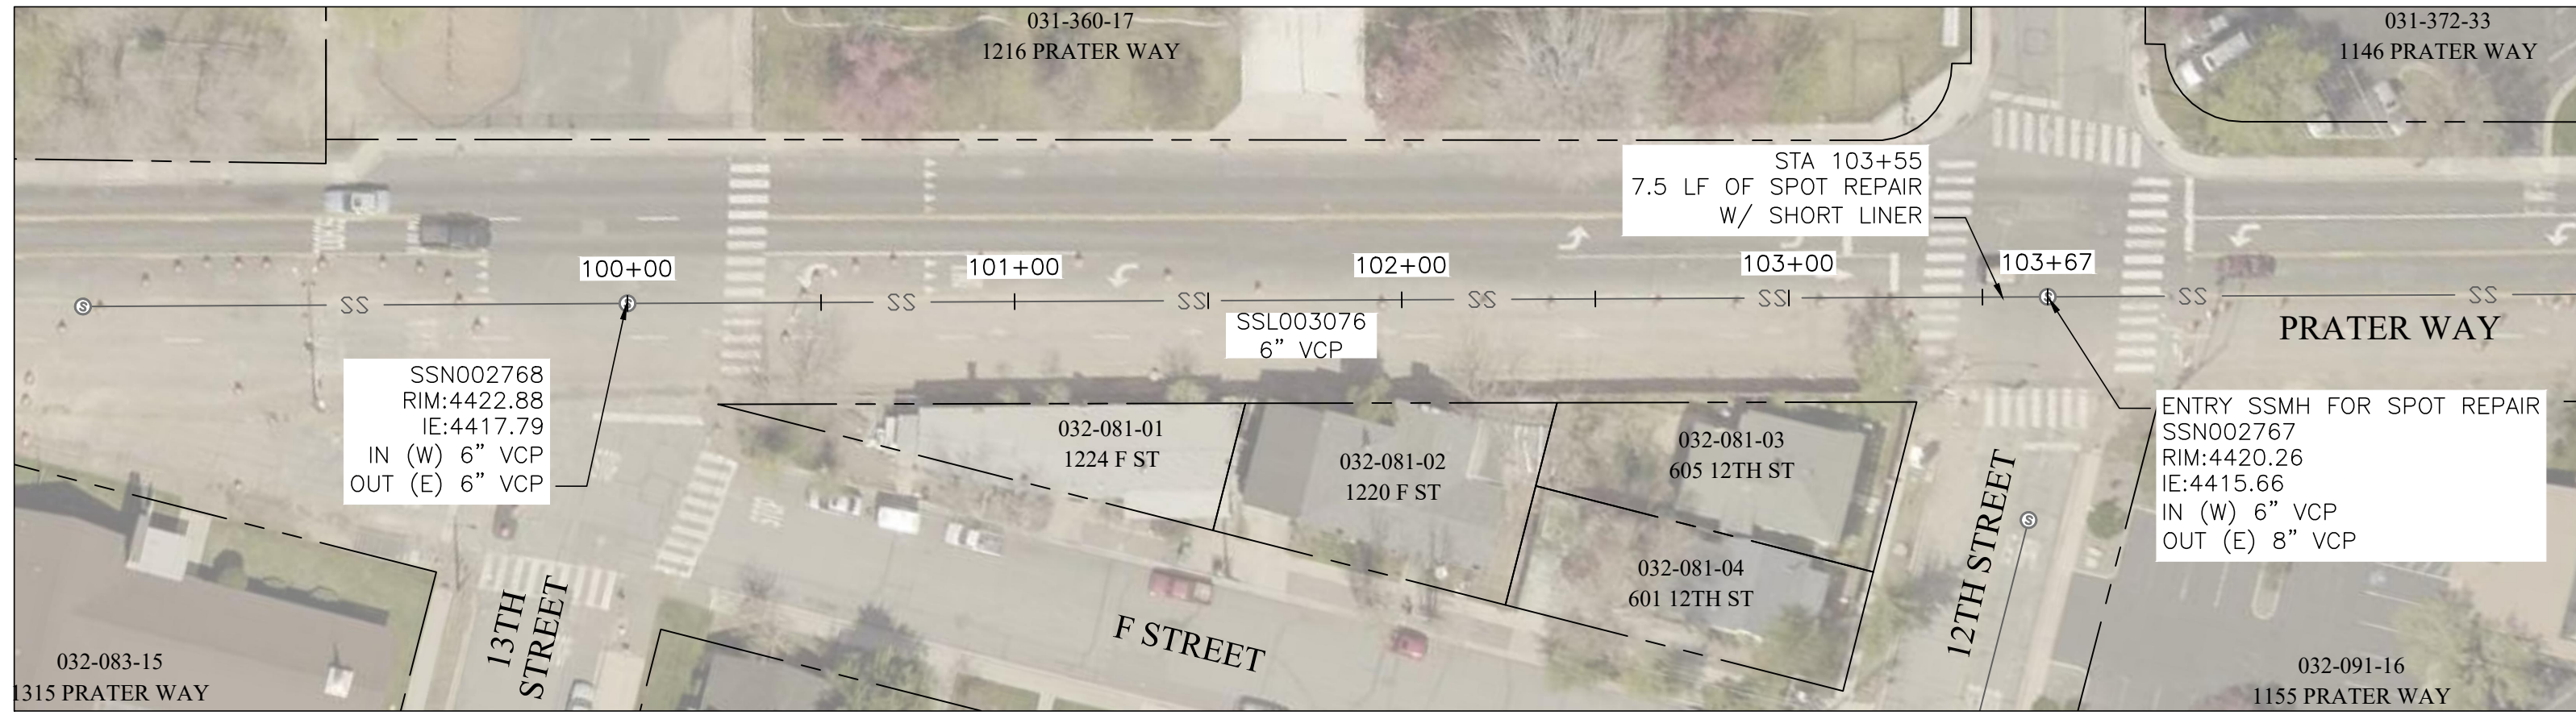 031-360-17
1216 PRATER WAY
031-372-33
1146 PRATER WAY
STA 103+55
7.5 LF OF SPOT REPAIR
W/ SHORT LINER
100+00
101+00
102+00
103+00
103+67
SS
SS
SS
SS
SS
SS
SS
S
S
S
SSL003076
6” VCP
PRATER WAY
SSN002768
RIM:4422.88
IE:4417.79
IN (W) 6” VCP
OUT (E) 6” VCP
ENTRY SSMH FOR SPOT REPAIR
SSN002767
RIM:4420.26
IE:4415.66
IN (W) 6” VCP
OUT (E) 8” VCP
032-081-01
1224 F ST
032-081-02
1220 F ST
032-081-03
605 12TH ST
032-081-04
601 12TH ST
S
STOP
13TH
STREET
F STREET
12TH STREET
032-083-15
1315 PRATER WAY
032-091-16
1155 PRATER WAY